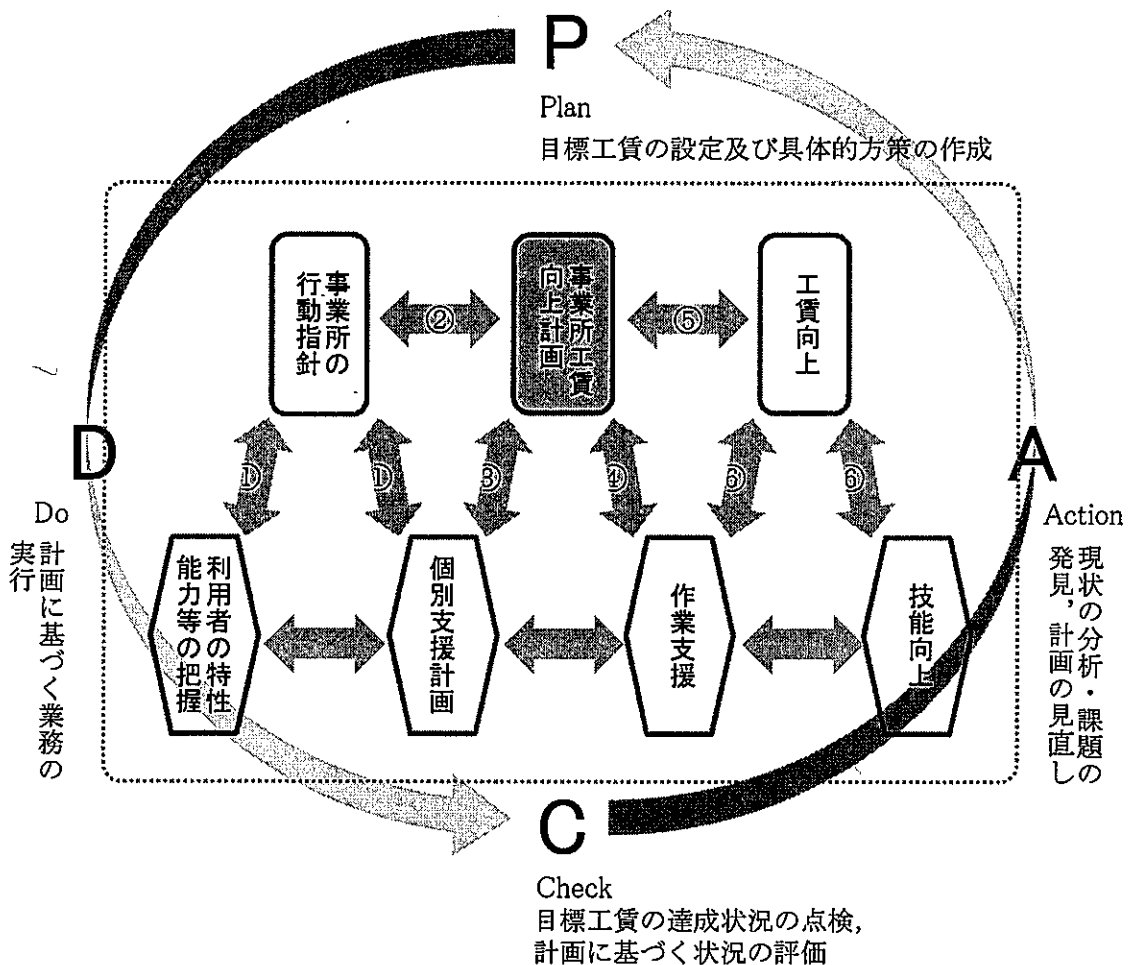 P
Plan
目標工賃の設定及び具体的方策の作成
事業所の
行動指針
②
事業所工賃
向上計画
⑤
工賃向上
D
Do
計画に基づく業務の
実行
①
①
③
④
⑥
⑥
A
Action
現状の分析・課題の
発見，計画の見直し
利用者の特性
能力等の把握
個別支援計画
作業支援
技能向上
C
Check
目標工賃の達成状況の点検，
計画に基づく状況の評価